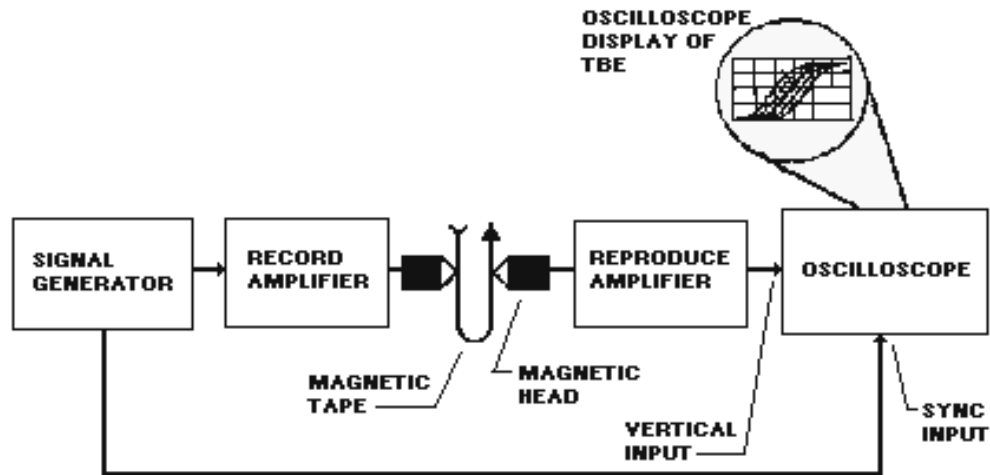 OSCILLOSCOPE
DISPLAY OF
TBE
SIGNAL
GENERATOR
RECORD
AMPLIFIER
REPRODUCE
AMPLIFIER
OSCILLOSCOPE
MAGNETIC
TAPE
MAGNETIC
HEAD
VERTICAL
INPUT
SYNC
INPUT